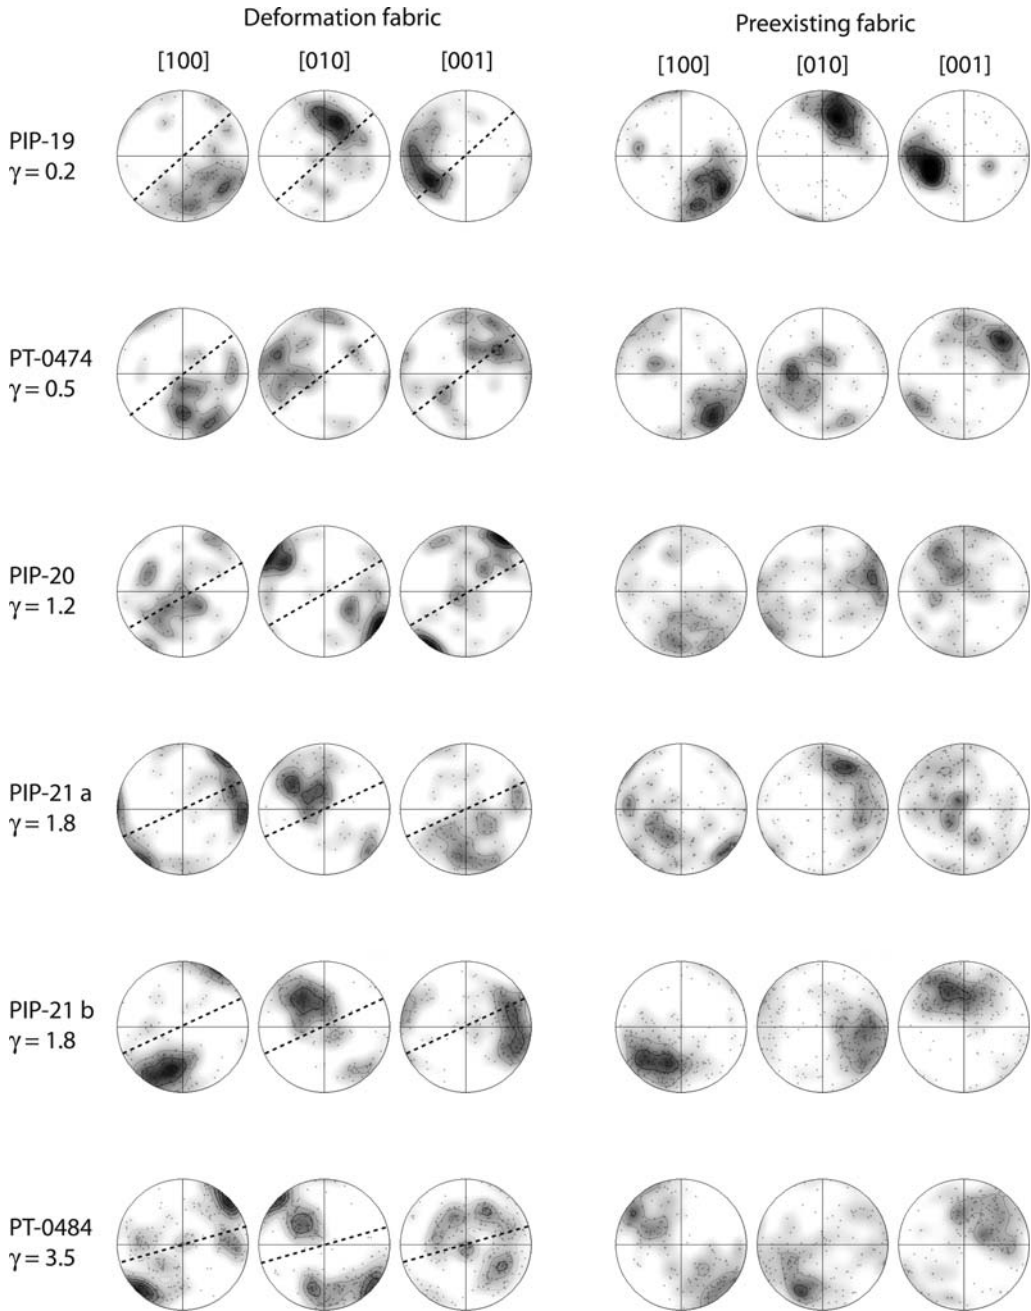 Deformation fabric
Preexisting fabric
[100] [010] [001] [100] [010] [001]
PIP-19
γ = 0.2
PT-0474
γ = 0.5
PIP-20
γ = 1.2
PIP-21 a
γ = 1.8
PIP-21 b
γ = 1.8
PT-0484
γ = 3.5